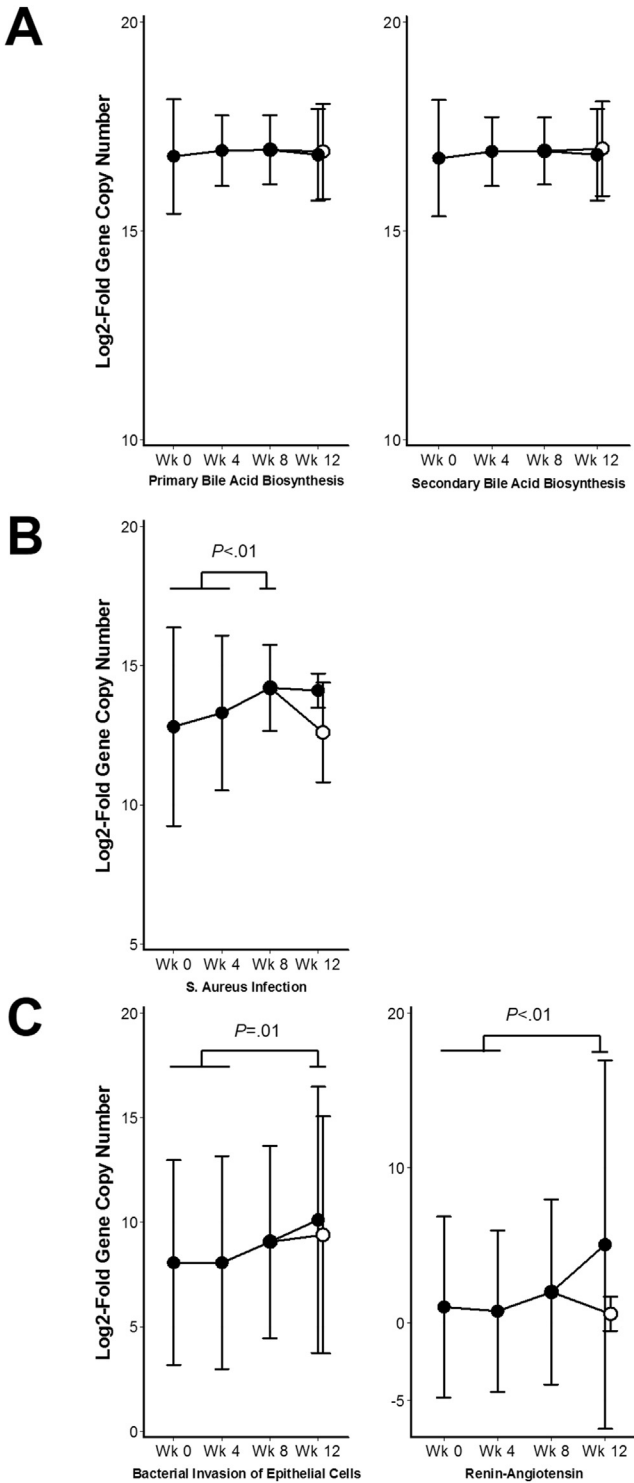 A
Log2-Fold Gene Copy Number
20
15
10
Wk 0 Wk 4 Wk 8 Wk 12
Primary Bile Acid Biosynthesis
20
15
10
Wk 0 Wk 4 Wk 8 Wk 12
Secondary Bile Acid Biosynthesis
B
Log2-Fold Gene Copy Number
20
15
10
5
P<.01
Wk 0 Wk 4 Wk 8 Wk 12
S. Aureus Infection
C
Log2-Fold Gene Copy Number
20
15
10
5
0
P=.01
Wk 0 Wk 4 Wk 8 Wk 12
Bacterial Invasion of Epithelial Cells
20
10
0
-5
P<.01
Wk 0 Wk 4 Wk 8 Wk 12
Renin-Angiotensin